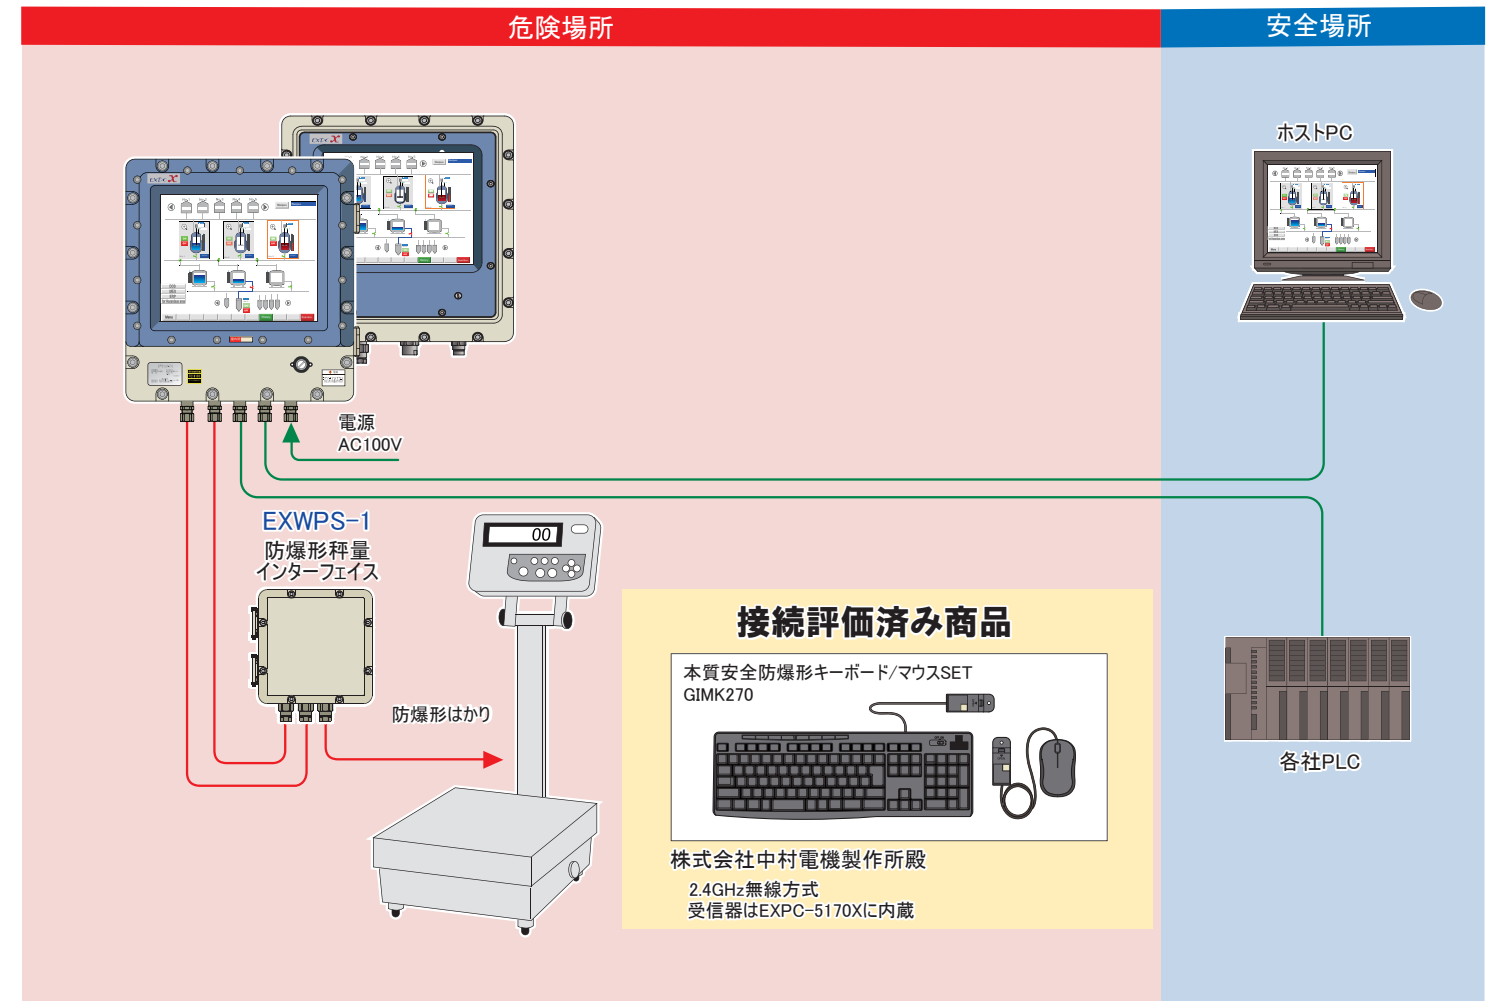 危険場所
安全場所
ホストPC
EXT-C X
EXT-C X
Menu
電源
AC100V
EXWPS-1
防爆形秤量
インターフェイス
00
防爆形はかり
接続評価済み商品
本質安全防爆形キーボード/マウスSET
GIMK270
株式会社中村電機製作所殿
2.4GHz無線方式
受信器はEXPC-5170Xに内蔵
各社PLC